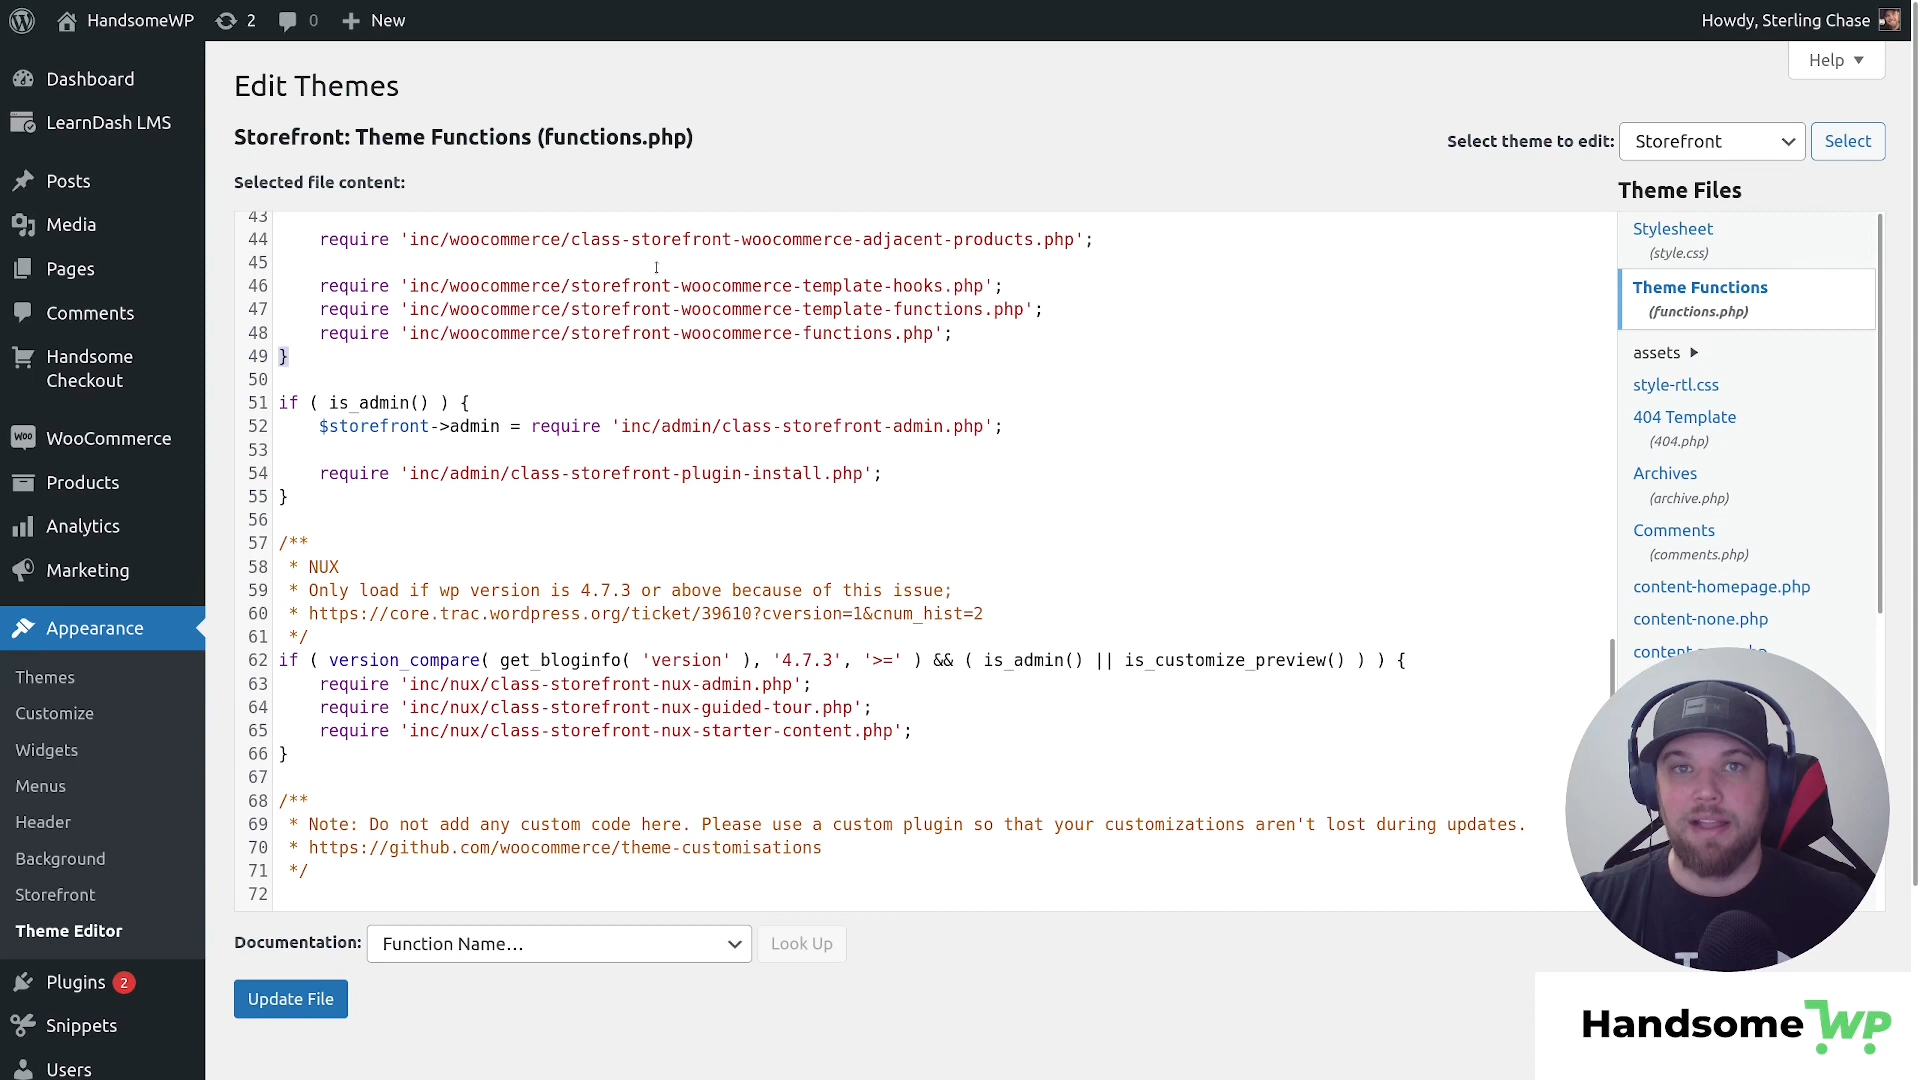 HandsomeWP
2
0
New
Howdy, Sterling Chase
Dashboard
LearnDash LMS
Posts
Media
Pages
Comments
Handsome
Checkout
WooCommerce
Products
Analytics
Marketing
Appearance
Themes
Customize
Widgets
Menus
Header
Background
Storefront
Theme Editor
Plugins 2
Snippets
Users
Help
Edit Themes
Storefront: Theme Functions (functions.php)
Select theme to edit: Storefront Select
Selected file content:
43
44 require 'inc/woocommerce/class-storefront-woocommerce-adjacent-products.php';
45
46 require 'inc/woocommerce/storefront-woocommerce-template-hooks.php';
47 require 'inc/woocommerce/storefront-woocommerce-template-functions.php';
48 require 'inc/woocommerce/storefront-woocommerce-functions.php';
49 }
50
51 if ( is_admin() ) {
52 $storefront->admin = require 'inc/admin/class-storefront-admin.php';
53
54 require 'inc/admin/class-storefront-plugin-install.php';
55 }
56
57 /**
58 * NUX
59 * Only load if wp version is 4.7.3 or above because of this issue;
60 * https://core.trac.wordpress.org/ticket/39610?cversion=1&cnum_hist=2
61 */
62 if ( version_compare( get_bloginfo( 'version' ), '4.7.3', '>=' ) && ( is_admin() || is_customize_preview() ) ) {
63 require 'inc/nux/class-storefront-nux-admin.php';
64 require 'inc/nux/class-storefront-nux-guided-tour.php';
65 require 'inc/nux/class-storefront-nux-starter-content.php';
66 }
67
68 /**
69 * Note: Do not add any custom code here. Please use a custom plugin so that your customizations aren't lost during updates.
70 * https://github.com/woocommerce/theme-customisations
71 */
72
Documentation: Function Name... Look Up
Update File
Theme Files
Stylesheet
(style.css)
Theme Functions
(functions.php)
assets
style-rtl.css
404 Template
(404.php)
Archives
(archive.php)
Comments
(comments.php)
content-homepage.php
content-none.php
HandsomeWP